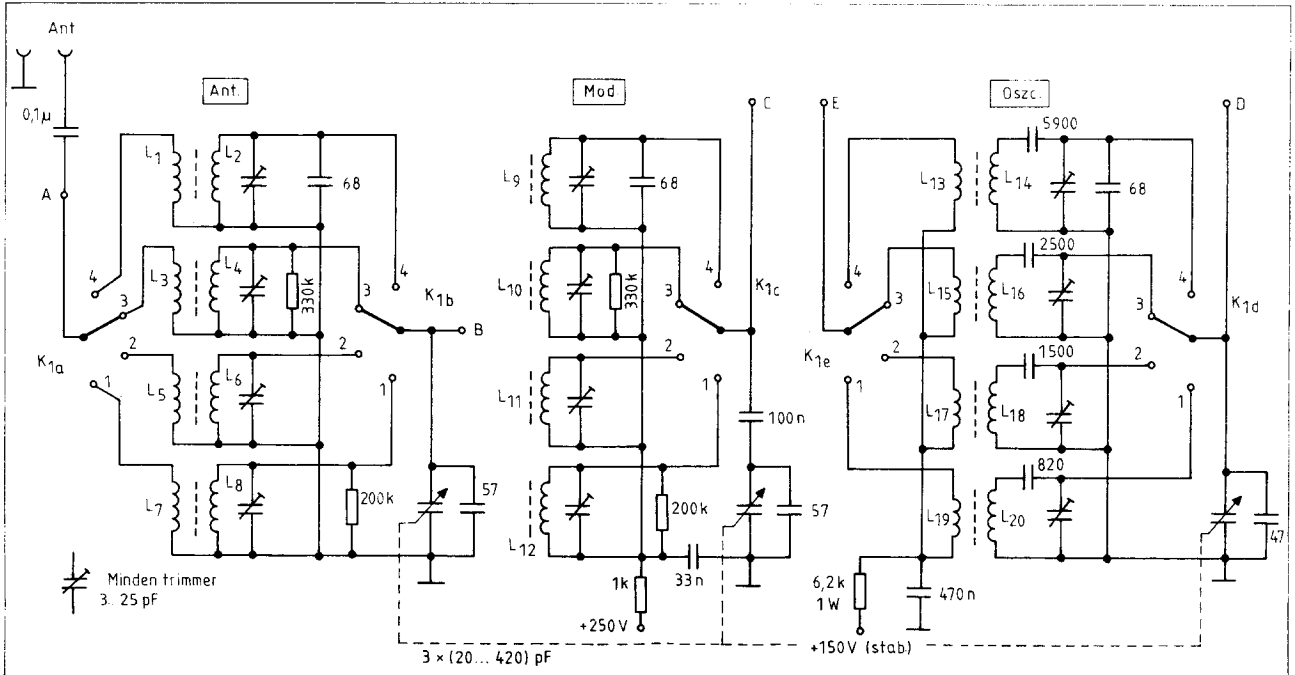 Ant
0,1µ
A
Ant.
L1
L2
68
4
L3
L4
330k
3
4
3
K1b
B
K1a
2
1
L5
L6
2
1
L7
L8
200k
57
Minden trimmer
3.. 25 pF
Mod.
C
L9
68
L10
330k
4
3
K1c
L11
2
1
100n
L12
200k
57
33n
1k
+250V
3 × (20... 420) pF
E
Oszc.
D
5900
L13
L14
68
4
3
2500
L15
L16
4
3
K1d
K1e
2
1
1500
L17
L18
2
1
820
L19
L20
47
6,2k
1W
470n
+150V (stab.)